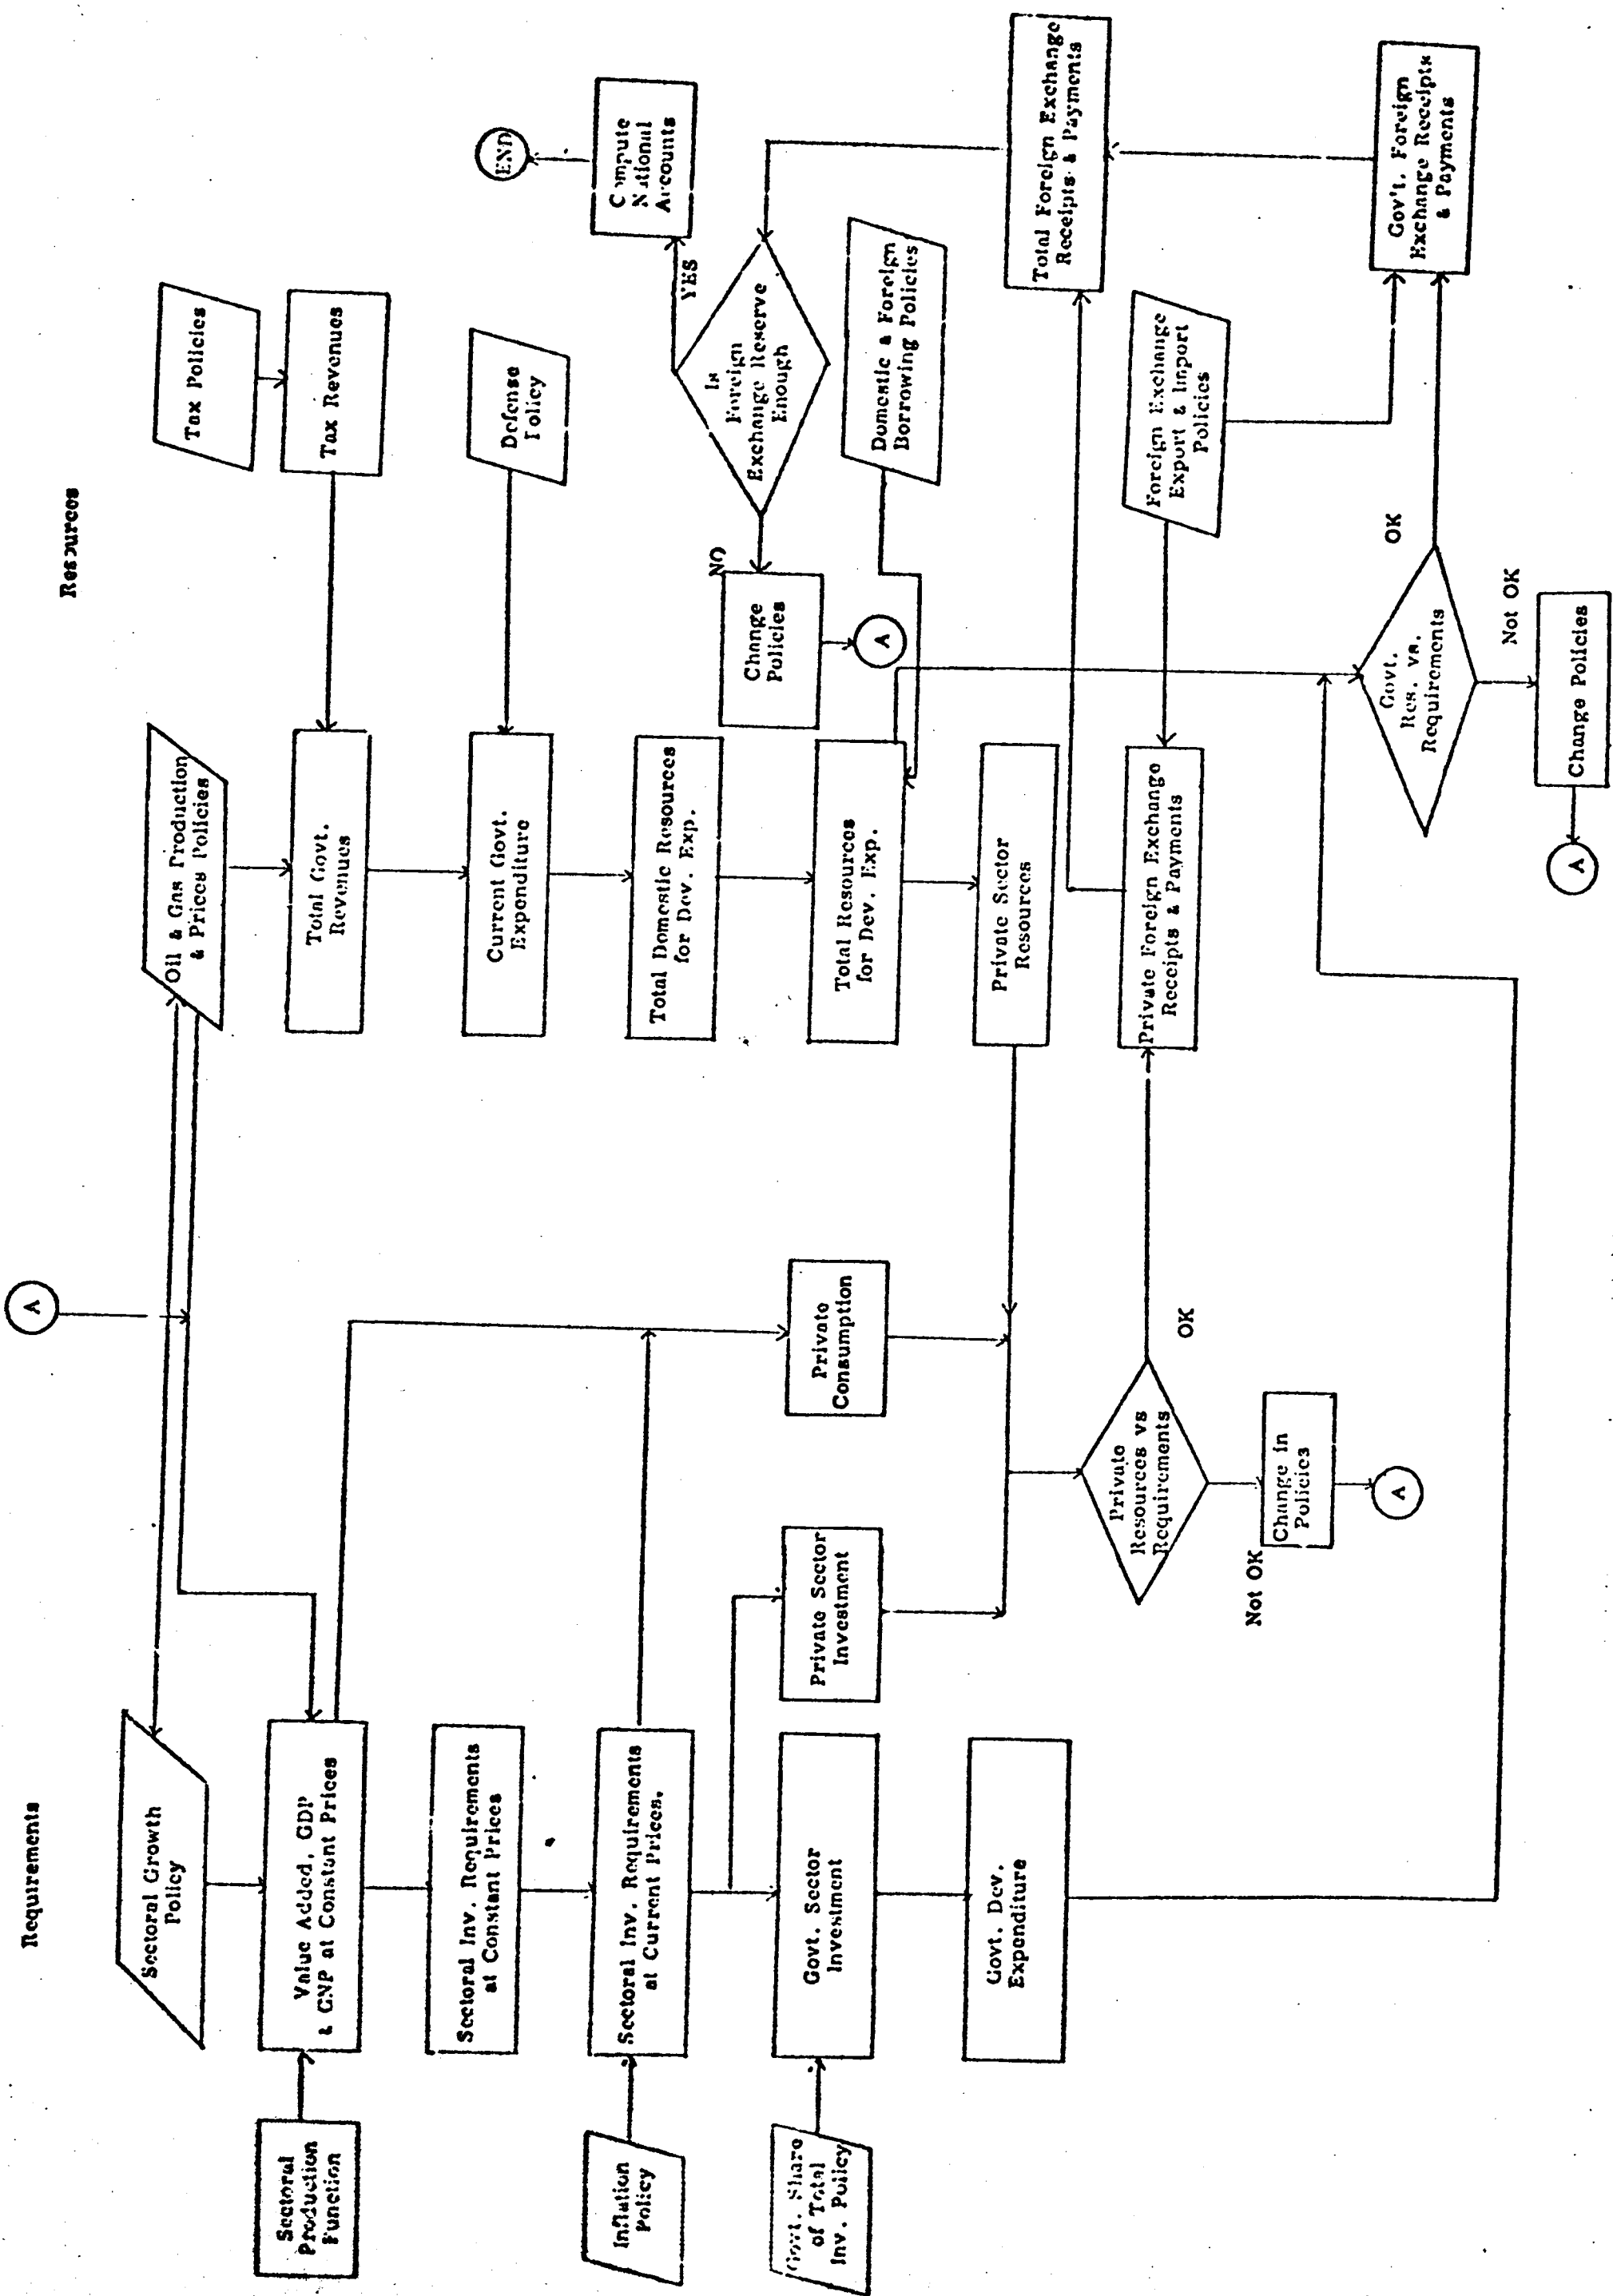 Requirements
Resources
A
Sectoral Growth
Policy
Oil & Gas Production
& Prices Policies
Tax Policies
Sectoral
Production
Function
Value Added, GDP
& GNP at Constant Prices
Total Govt.
Revenues
Tax Revenues
Sectoral Inv. Requirements
at Constant Prices
Current Govt.
Expenditure
Defense
Policy
END
Inflation
Policy
Sectoral Inv. Requirements
at Current Prices.
Total Domestic Resources
for Dev. Exp.
Compute
National
Accounts
YES
NO
Is
Foreign
Exchange Reserve
Enough
Change
Policies
A
Govt. Share
of Total
Inv. Policy
Govt. Sector
Investment
Private Sector
Investment
Private
Consumption
Total Resources
for Dev. Exp.
Domestic & Foreign
Borrowing Policies
Govt. Dev.
Expenditure
Private Sector
Resources
Total Foreign Exchange
Receipts & Payments
Private
Resources vs
Requirements
OK
Not OK
Change in
Policies
A
Private Foreign Exchange
Receipts & Payments
Foreign Exchange
Export & Import
Policies
Govt.
Res. vs.
Requirements
OK
Not OK
Gov't. Foreign
Exchange Receipts
& Payments
Change Policies
A